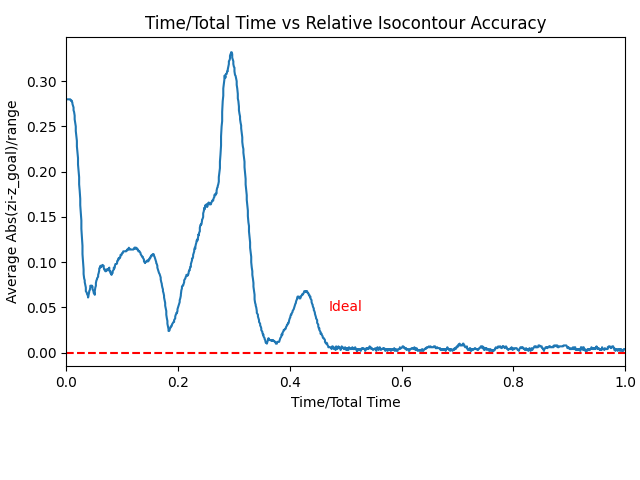 Time/Total Time vs Relative Isocontour Accuracy
Average Abs(zi-z_goal)/range
0.30
0.25
0.20
0.15
0.10
0.05
0.00
Ideal
0.0 0.2 0.4 0.6 0.8 1.0
Time/Total Time